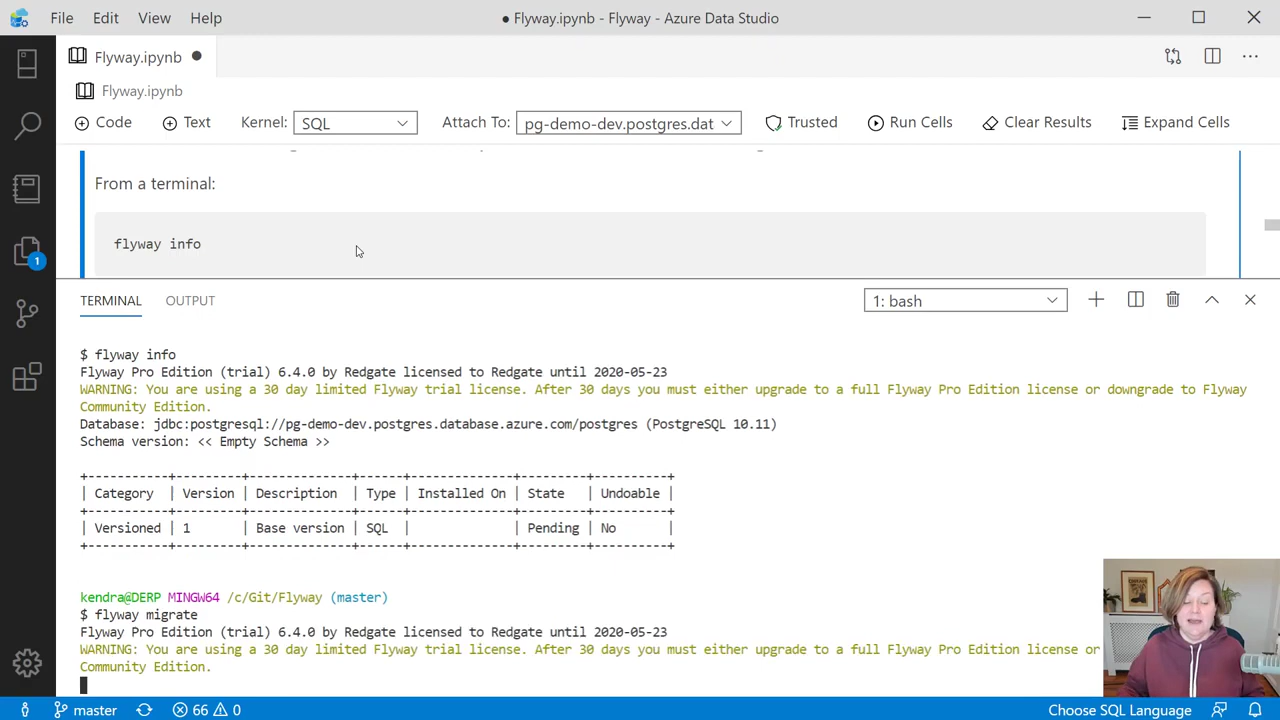 File Edit View Help ● Flyway.ipynb - Flyway - Azure Data Studio
Flyway.ipynb
Flyway.ipynb
Code Text Kernel: SQL Attach To: pg-demo-dev.postgres.dat Trusted Run Cells Clear Results Expand Cells
From a terminal:
flyway info
1
TERMINAL OUTPUT 1: bash
$ flyway info
Flyway Pro Edition (trial) 6.4.0 by Redgate licensed to Redgate until 2020-05-23
WARNING: You are using a 30 day limited Flyway trial license. After 30 days you must either upgrade to a full Flyway Pro Edition license or downgrade to Flyway
Community Edition.
Database: jdbc:postgresql://pg-demo-dev.postgres.database.azure.com/postgres (PostgreSQL 10.11)
Schema version: << Empty Schema >>
+-----------+---------+--------------+------+--------------+---------+----------+
| Category | Version | Description | Type | Installed On | State | Undoable |
+-----------+---------+--------------+------+--------------+---------+----------+
| Versioned | 1 | Base version | SQL | | Pending | No |
+-----------+---------+--------------+------+--------------+---------+----------+
kendra@DERP MINGW64 /c/Git/Flyway (master)
$ flyway migrate
Flyway Pro Edition (trial) 6.4.0 by Redgate licensed to Redgate until 2020-05-23
WARNING: You are using a 30 day limited Flyway trial license. After 30 days you must either upgrade to a full Flyway Pro Edition license or
Community Edition.
master 66 0 Choose SQL Language